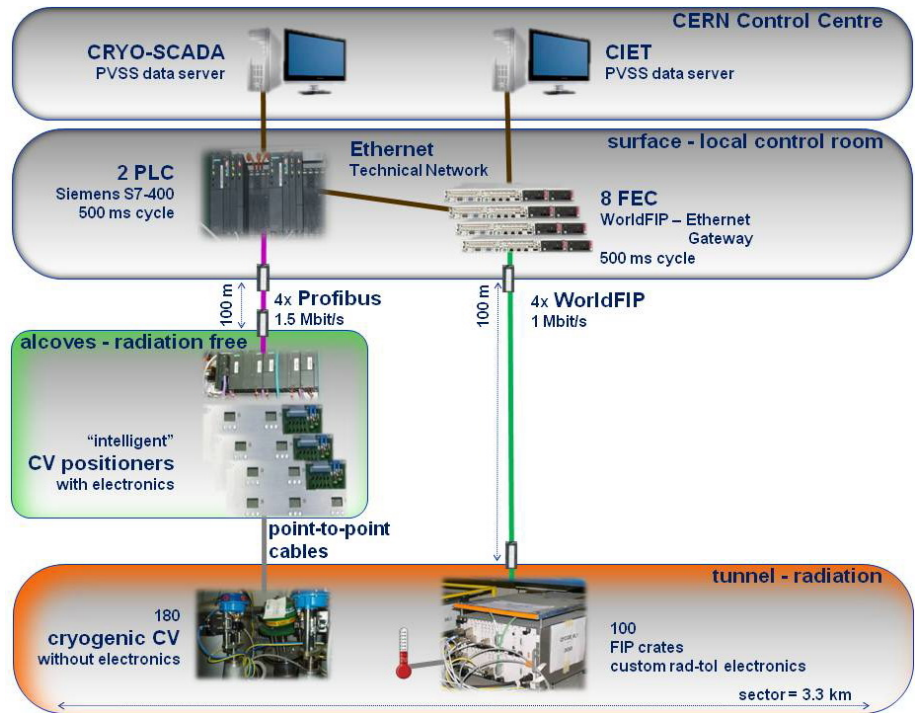 CERN Control Centre
CRYO-SCADA
PVSS data server
CIET
PVSS data server
surface - local control room
Ethernet
Technical Network
2 PLC
Siemens S7-400
500 ms cycle
8 FEC
WorldFIP – Ethernet
Gateway
500 ms cycle
100 m
4x Profibus
1.5 Mbit/s
100 m
4x WorldFIP
1 Mbit/s
alcoves - radiation free
“intelligent”
CV positioners
with electronics
point-to-point
cables
tunnel - radiation
180
cryogenic CV
without electronics
100
FIP crates
custom rad-tol electronics
sector = 3.3 km